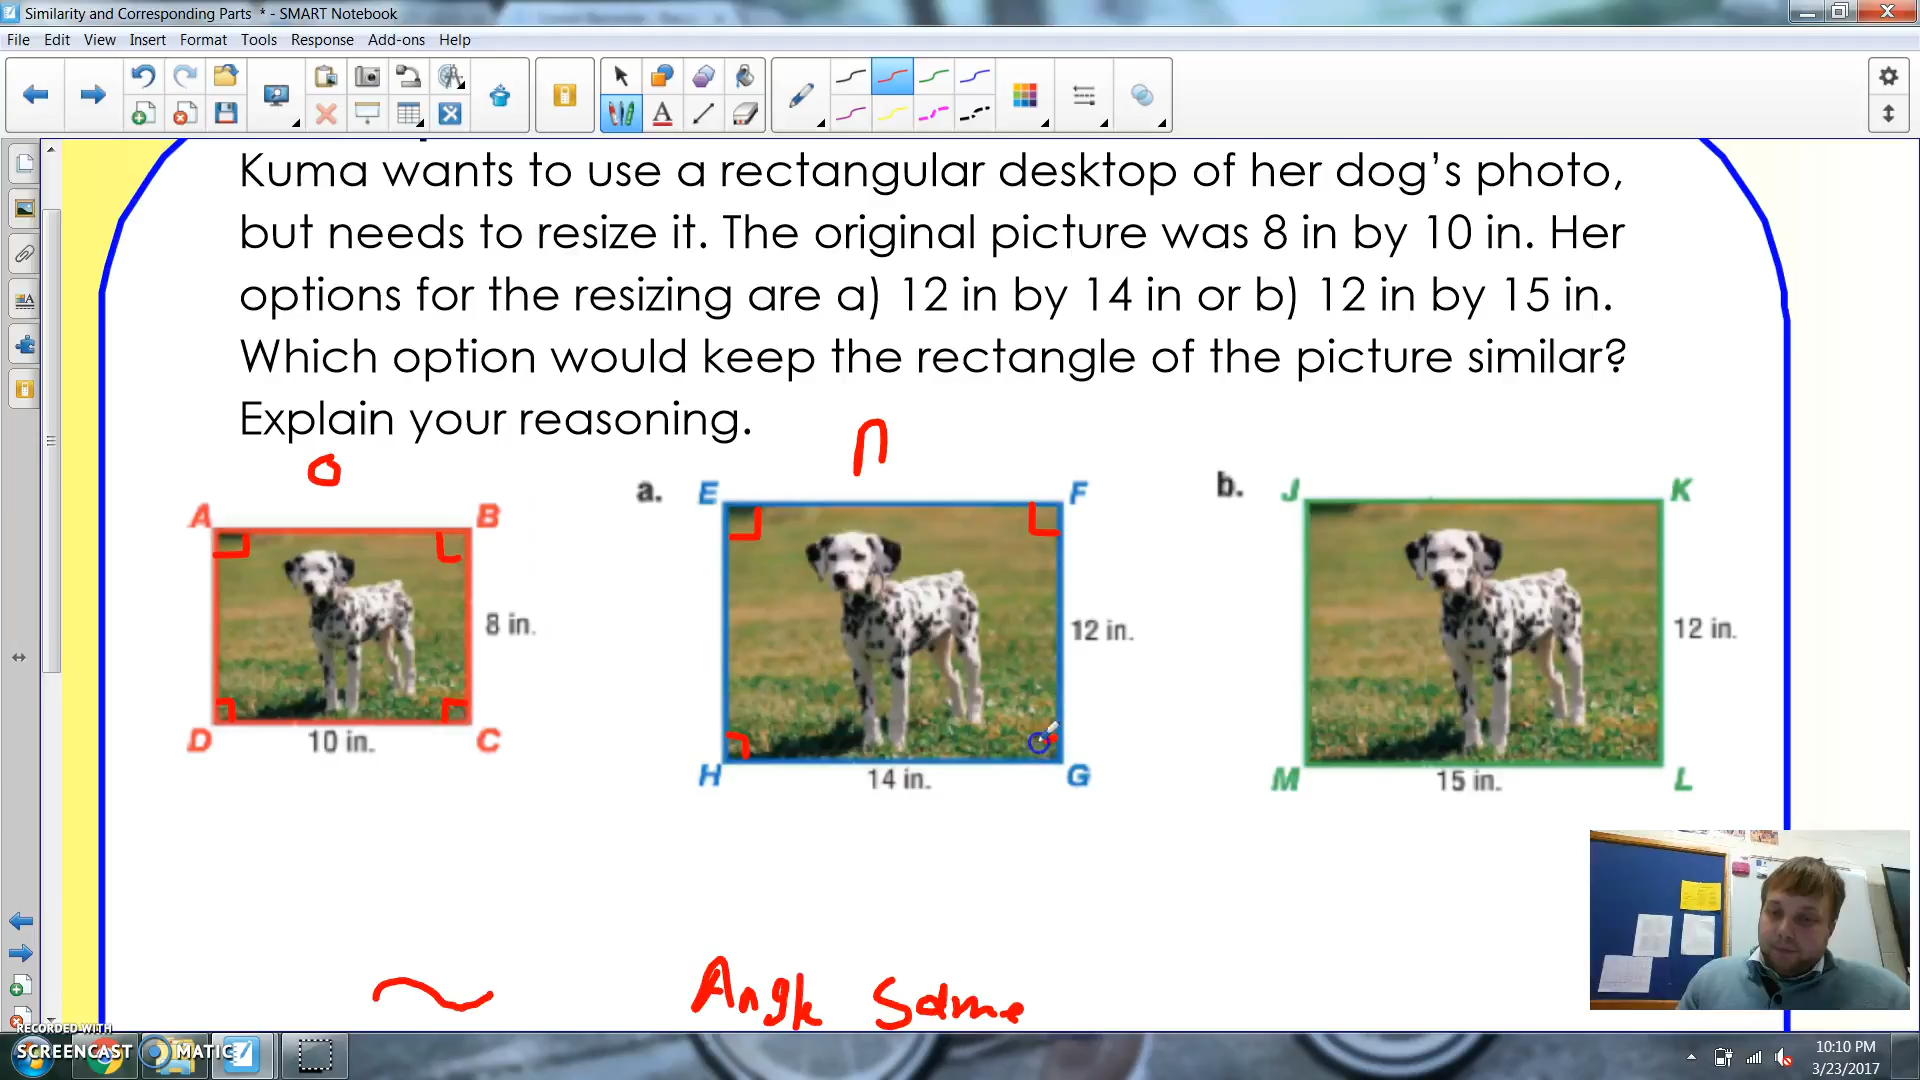 Similarity and Corresponding Parts * - SMART Notebook
File Edit View Insert Format Tools Response Add-ons Help
Kuma wants to use a rectangular desktop of her dog's photo,
but needs to resize it. The original picture was 8 in by 10 in. Her
options for the resizing are a) 12 in by 14 in or b) 12 in by 15 in.
Which option would keep the rectangle of the picture similar?
Explain your reasoning.
a. E F b. J K
A B
8 in. 12 in. 12 in.
D 10 in. C H 14 in. G M 15 in. L
Angle Same
RECORDED WITH
SCREENCAST MATIC
10:10 PM
3/23/2017